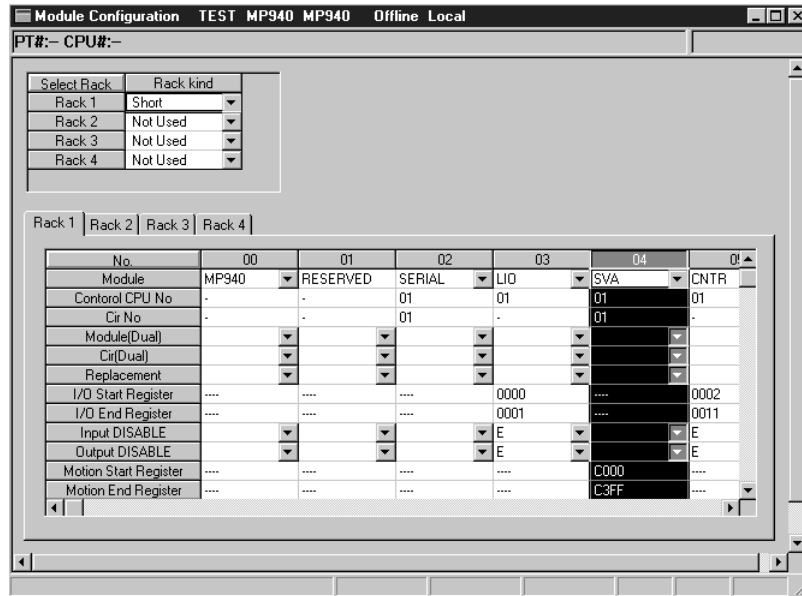 Module Configuration TEST MP940 MP940 Offline Local
PT#:– CPU#:–
Select Rack Rack kind
Rack 1 Short
Rack 2 Not Used
Rack 3 Not Used
Rack 4 Not Used
Rack 1 Rack 2 Rack 3 Rack 4
No. 00 01 02 03 04
Module MP940 RESERVED SERIAL LIO SVA CNTR
Contorol CPU No - - 01 01 01 01
Cir No - - 01 - 01 -
Module(Dual)
Cir(Dual)
Replacement
I/O Start Register ---- ---- ---- 0000 ---- 0002
I/O End Register ---- ---- ---- 0001 ---- 0011
Input DISABLE E E
Output DISABLE E E
Motion Start Register ---- ---- ---- ---- C000 ----
Motion End Register ---- ---- ---- ---- C3FF ----